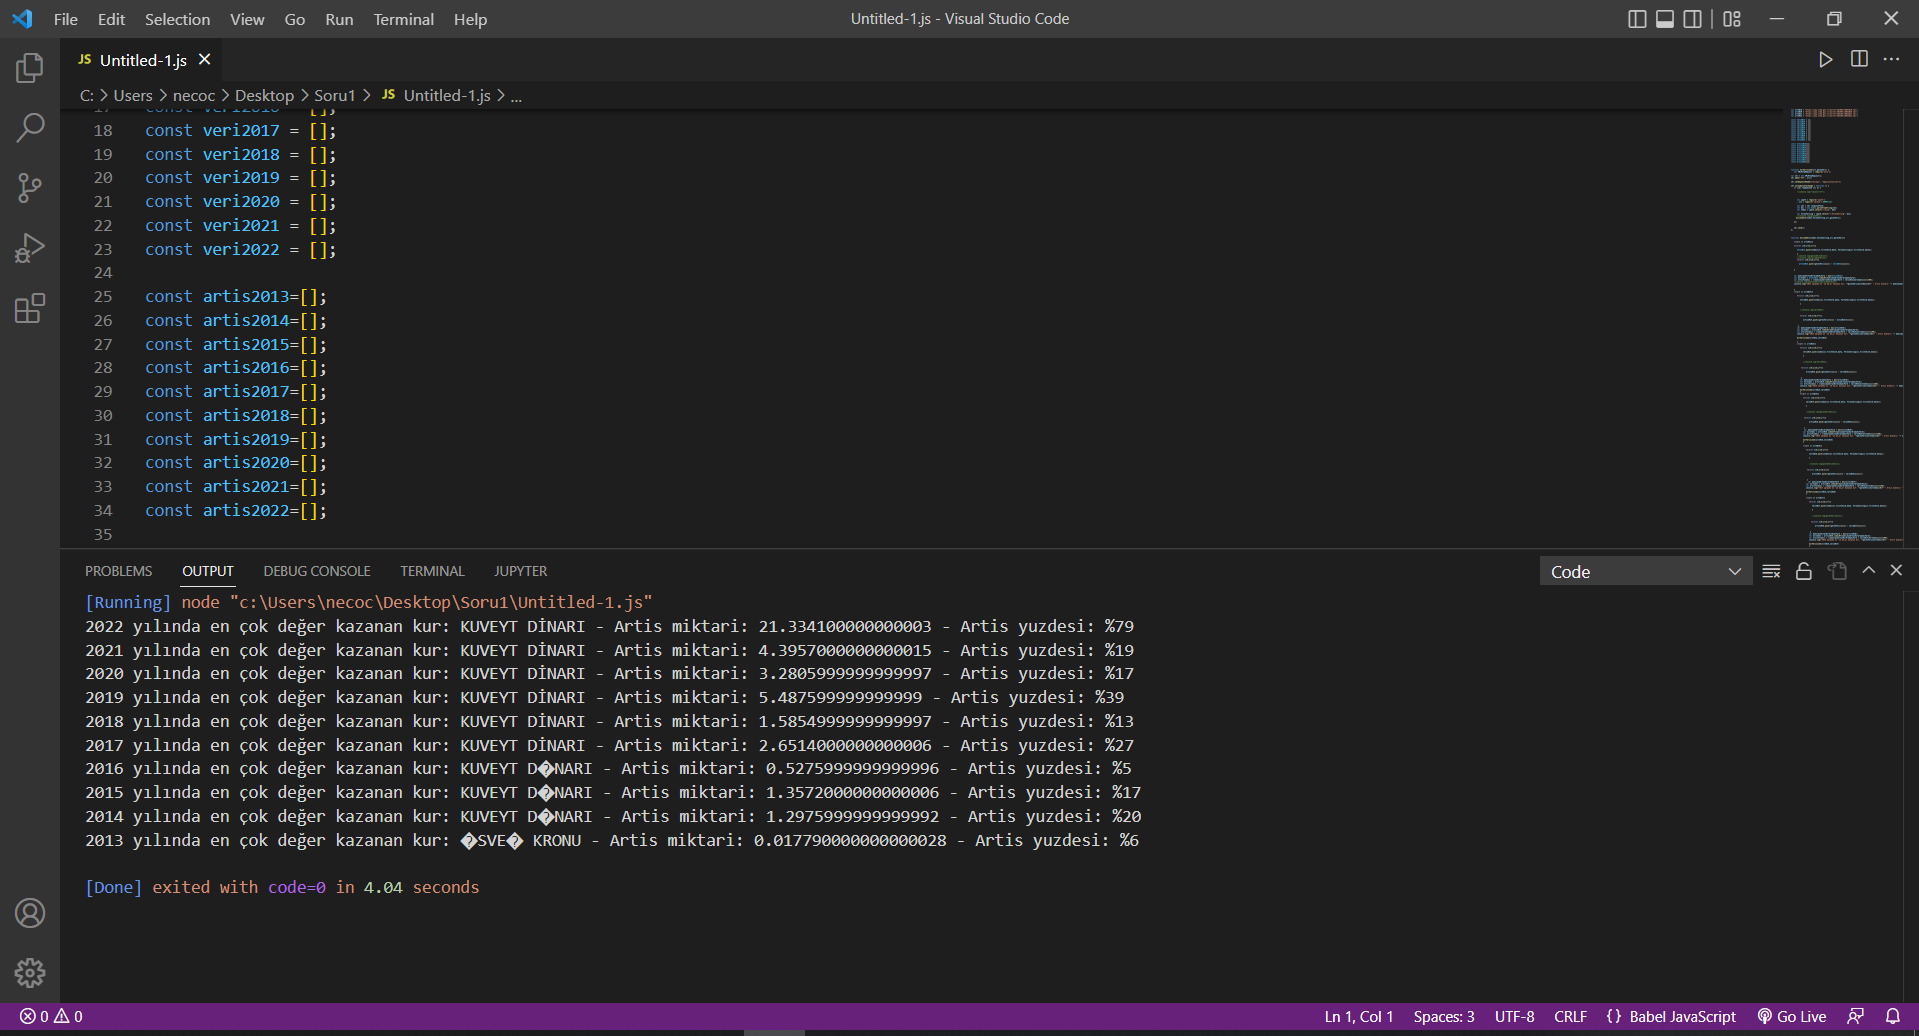 File Edit Selection View Go Run Terminal Help
Untitled-1.js - Visual Studio Code
JS Untitled-1.js
C: > Users > necoc > Desktop > Soru1 > JS Untitled-1.js > ...
18 const veri2017 = [];
19 const veri2018 = [];
20 const veri2019 = [];
21 const veri2020 = [];
22 const veri2021 = [];
23 const veri2022 = [];
24
25 const artis2013=[];
26 const artis2014=[];
27 const artis2015=[];
28 const artis2016=[];
29 const artis2017=[];
30 const artis2018=[];
31 const artis2019=[];
32 const artis2020=[];
33 const artis2021=[];
34 const artis2022=[];
35
PROBLEMS OUTPUT DEBUG CONSOLE TERMINAL JUPYTER
Code
[Running] node "c:\Users\necoc\Desktop\Soru1\Untitled-1.js"
2022 yılında en çok değer kazanan kur: KUVEYT DİNARI - Artis miktari: 21.334100000000003 - Artis yuzdesi: %79
2021 yılında en çok değer kazanan kur: KUVEYT DİNARI - Artis miktari: 4.3957000000000015 - Artis yuzdesi: %19
2020 yılında en çok değer kazanan kur: KUVEYT DİNARI - Artis miktari: 3.2805999999999997 - Artis yuzdesi: %17
2019 yılında en çok değer kazanan kur: KUVEYT DİNARI - Artis miktari: 5.487599999999999 - Artis yuzdesi: %39
2018 yılında en çok değer kazanan kur: KUVEYT DİNARI - Artis miktari: 1.5854999999999997 - Artis yuzdesi: %13
2017 yılında en çok değer kazanan kur: KUVEYT DİNARI - Artis miktari: 2.6514000000000006 - Artis yuzdesi: %27
2016 yılında en çok değer kazanan kur: KUVEYT D�NARI - Artis miktari: 0.5275999999999996 - Artis yuzdesi: %5
2015 yılında en çok değer kazanan kur: KUVEYT D�NARI - Artis miktari: 1.3572000000000006 - Artis yuzdesi: %17
2014 yılında en çok değer kazanan kur: KUVEYT D�NARI - Artis miktari: 1.2975999999999992 - Artis yuzdesi: %20
2013 yılında en çok değer kazanan kur: �SVE� KRONU - Artis miktari: 0.017790000000000028 - Artis yuzdesi: %6
[Done] exited with code=0 in 4.04 seconds
0 0
Ln 1, Col 1 Spaces: 3 UTF-8 CRLF {} Babel JavaScript Go Live